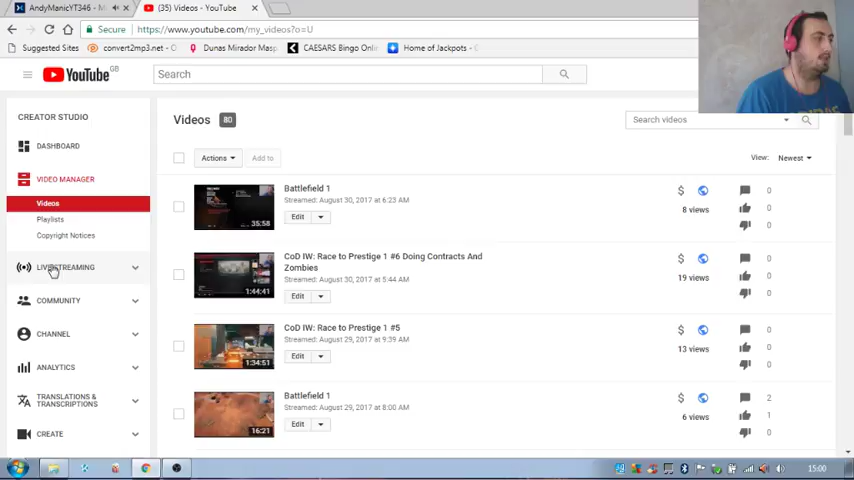 AndyManicYT346 - M
(35) Videos - YouTube
Secure https://www.youtube.com/my_videos?o=U
Suggested Sites convert2mp3.net - Dunas Mirador Masp CAESARS Bingo Onli Home of Jackpots -
YouTube GB
Search
CREATOR STUDIO
DASHBOARD
VIDEO MANAGER
Videos
Playlists
Copyright Notices
LIVE STREAMING
COMMUNITY
CHANNEL
ANALYTICS
TRANSLATIONS &
TRANSCRIPTIONS
CREATE
Videos 80
Search videos
Actions Add to
View: Newest
Battlefield 1
Streamed: August 30, 2017 at 6:23 AM
Edit
35:58
8 views
0
0
0
CoD IW: Race to Prestige 1 #6 Doing Contracts And
Zombies
Streamed: August 30, 2017 at 5:44 AM
Edit
1:44:41
19 views
0
0
0
CoD IW: Race to Prestige 1 #5
Streamed: August 29, 2017 at 9:39 AM
Edit
1:34:51
13 views
0
0
0
Battlefield 1
Streamed: August 29, 2017 at 8:00 AM
Edit
16:21
6 views
2
1
0
15:00